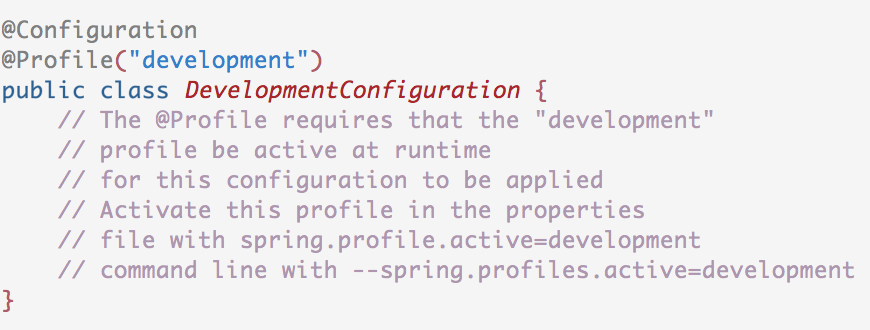 @Configuration
@Profile("development")
public class DevelopmentConfiguration {
// The @Profile requires that the "development"
// profile be active at runtime
// for this configuration to be applied
// Activate this profile in the properties
// file with spring.profile.active=development
// command line with --spring.profiles.active=development
}